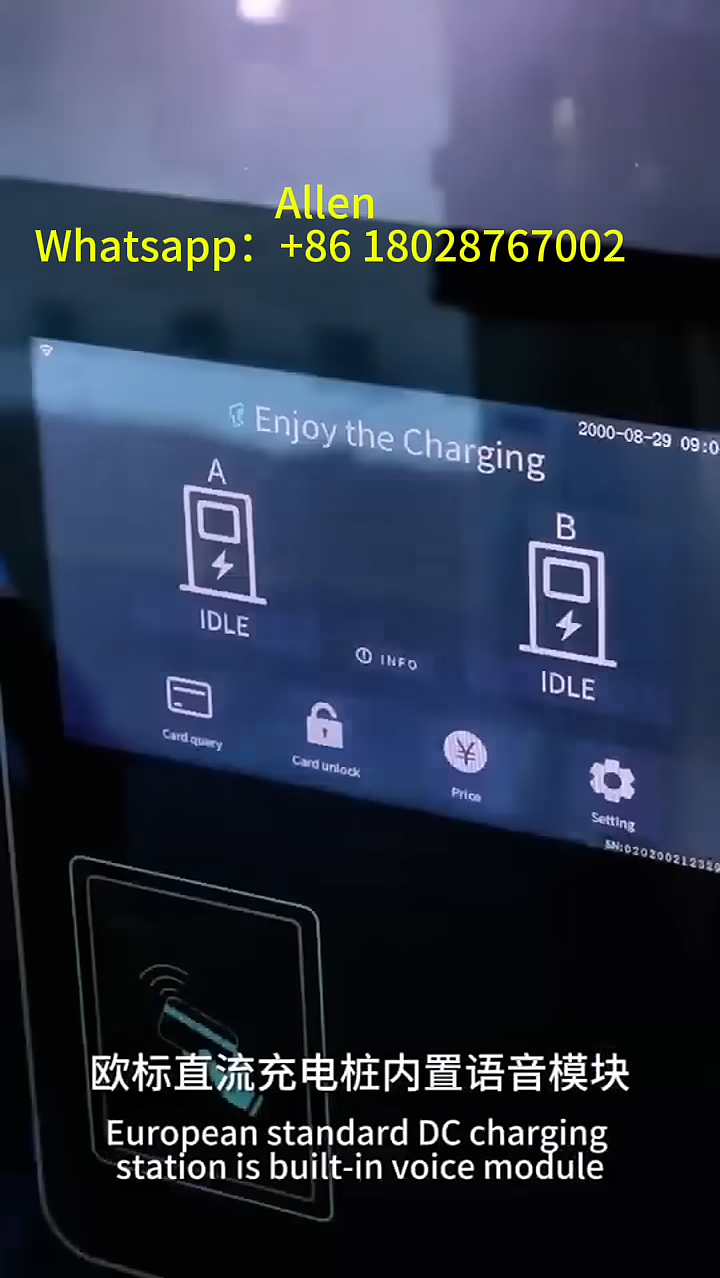 Allen
Whatsapp：+86 18028767002
2000-08-29 09:0
Enjoy the Charging
A
B
IDLE
IDLE
INFO
Card query
Card unlock
Price
Setting
SN:020200212329
欧标直流充电桩内置语音模块
European standard DC charging
station is built-in voice module